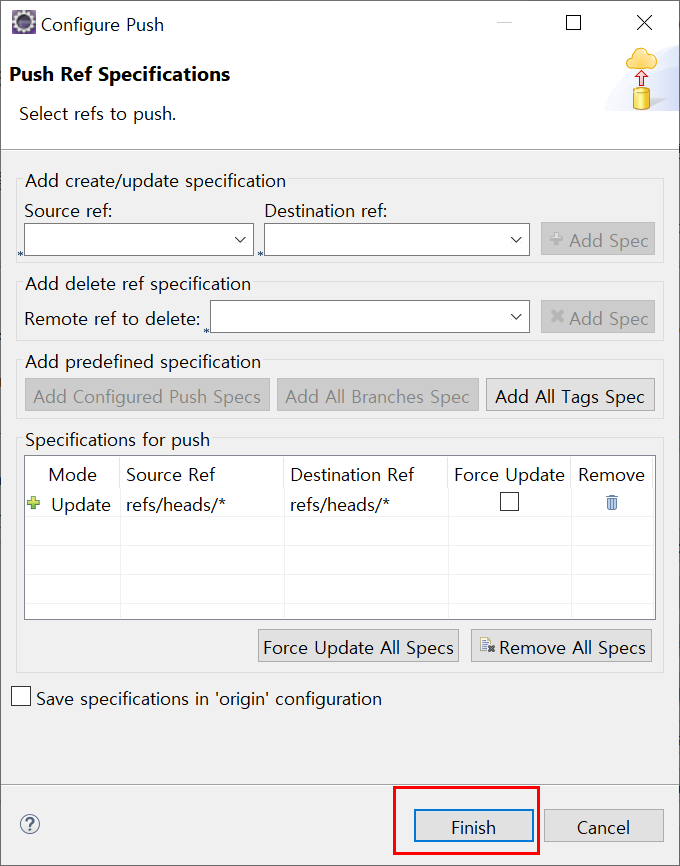 Configure Push
Push Ref Specifications
Select refs to push.
Add create/update specification
Source ref: Destination ref:
* * Add Spec
Add delete ref specification
Remote ref to delete: * Add Spec
Add predefined specification
Add Configured Push Specs Add All Branches Spec Add All Tags Spec
Specifications for push
Mode Source Ref Destination Ref Force Update Remove
Update refs/heads/* refs/heads/*
Force Update All Specs Remove All Specs
Save specifications in 'origin' configuration
? Finish Cancel